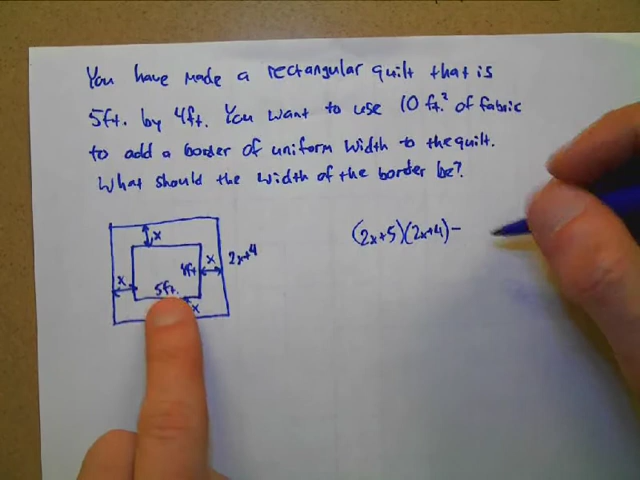 You have made a rectangular quilt that is
5ft. by 4ft. You want to use 10 ft.² of fabric
to add a border of uniform width to the quilt.
What should the width of the border be?
x
(2x+5)(2x+4)-
2x+4
4ft
x
x
5ft.
x